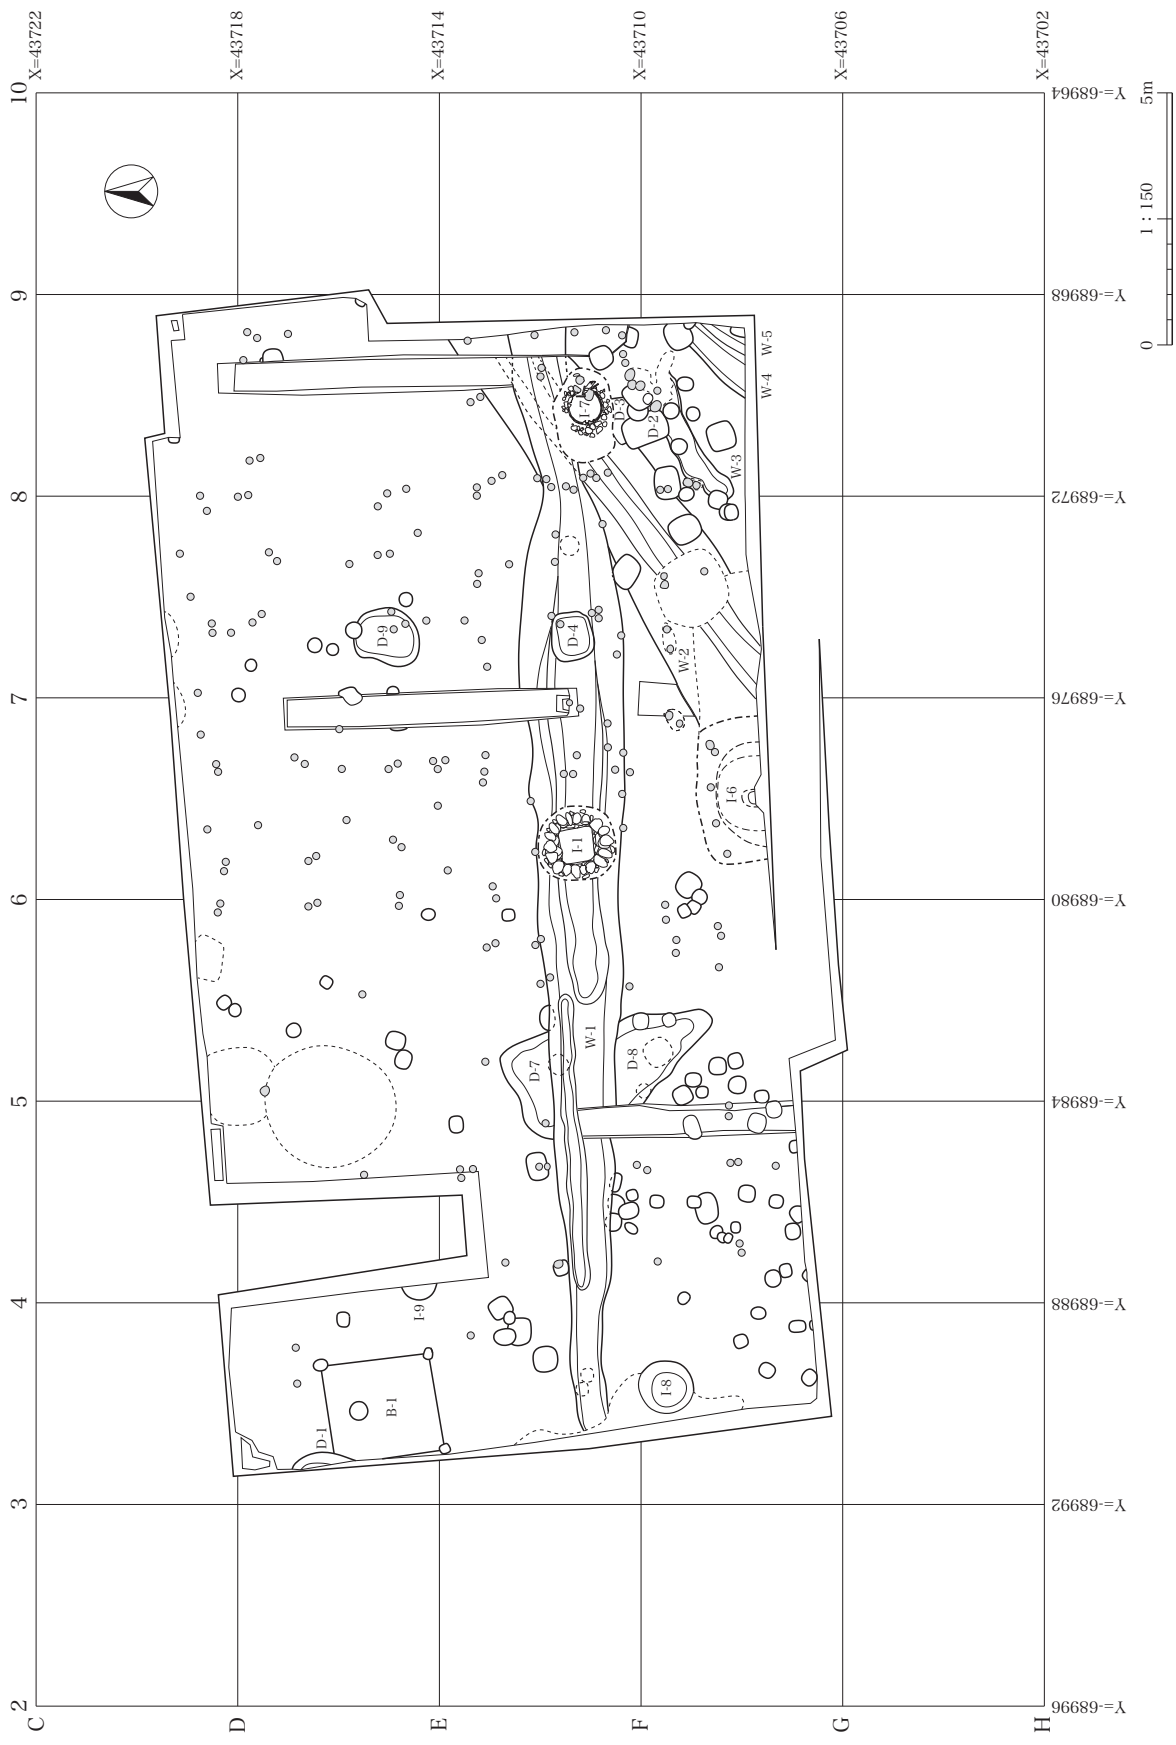 X=43722
X=43718
X=43714
X=43710
X=43706
X=43702
10
9
8
7
6
5
4
3
2
Y=-68964
Y=-68968
Y=-68972
Y=-68976
Y=-68980
Y=-68984
Y=-68988
Y=-68992
Y=-68996
C
D
E
F
G
H
0
1 : 150
5m
I-7
D-3
D-2
W-5
W-4
W-3
D-9
D-4
W-2
I-1
I-6
D-7
W-1
D-8
I-9
B-1
D-1
I-8